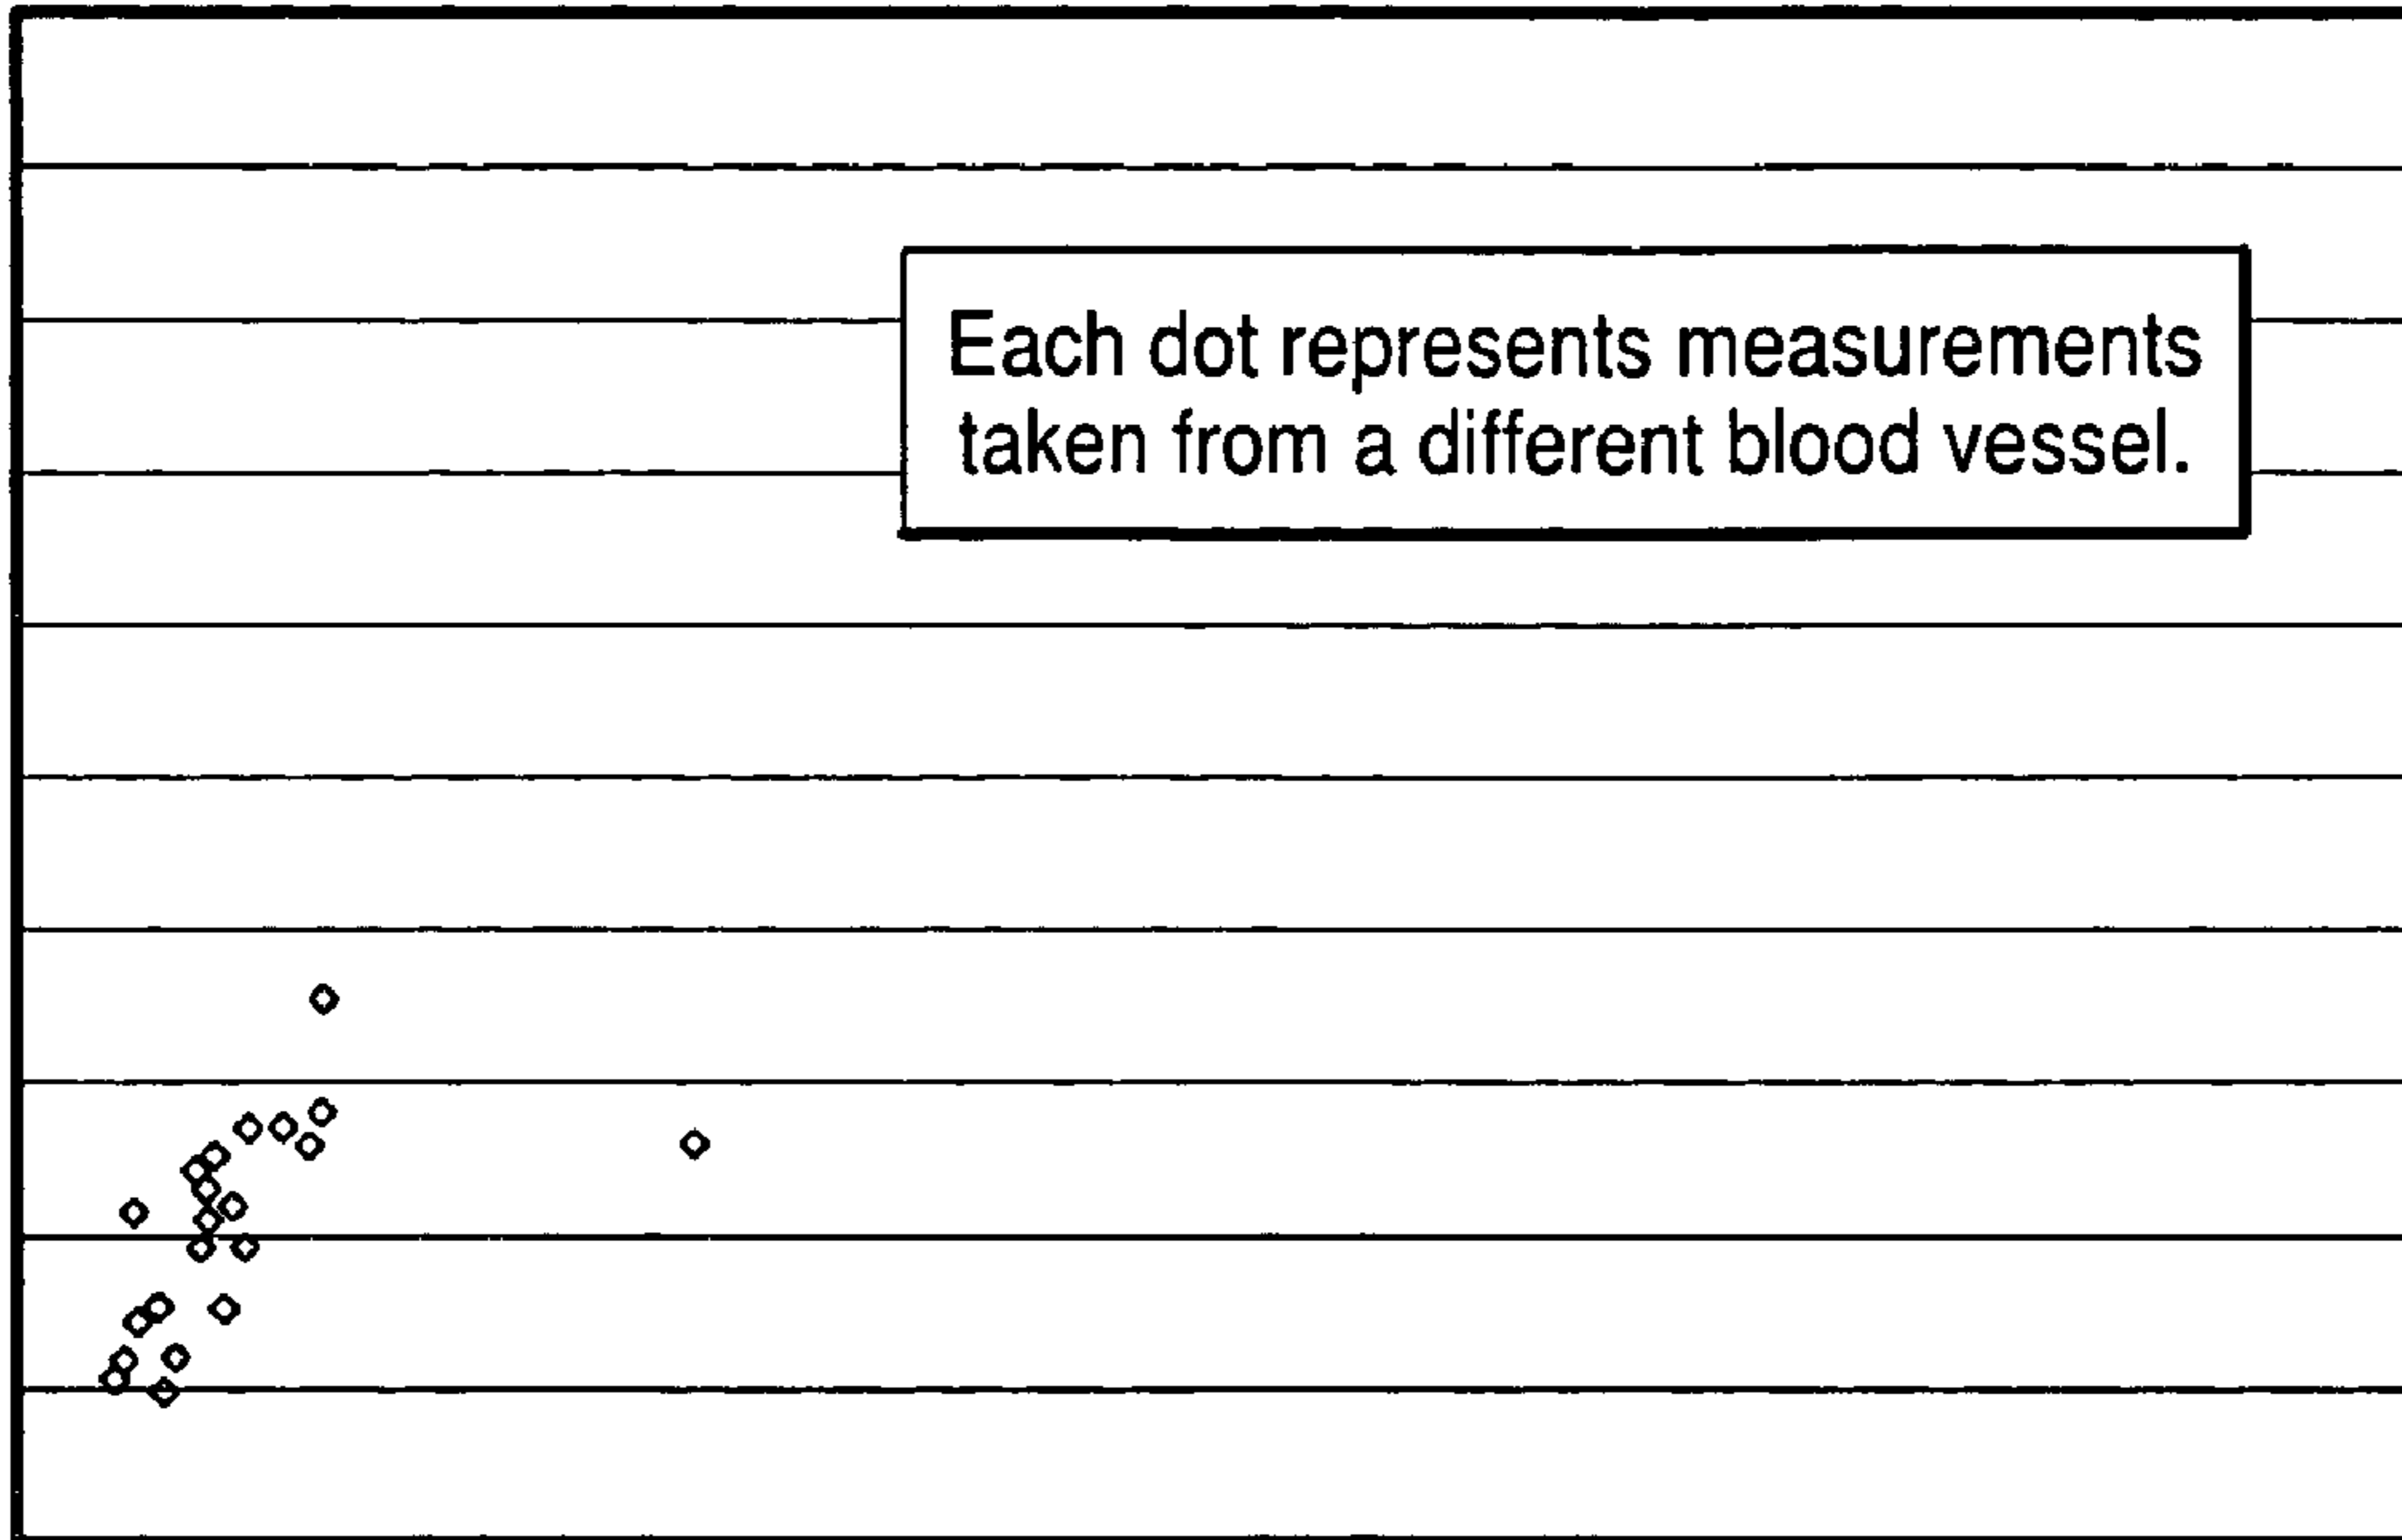 Each dot represents measurements
taken from a different blood vessel.